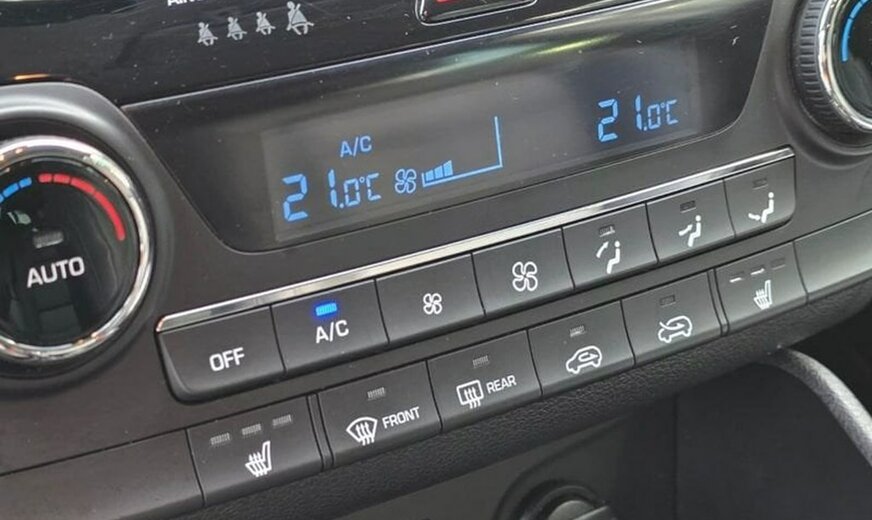 A/C
21.0°C
21.0°C
AUTO
OFF
A/C
FRONT
REAR